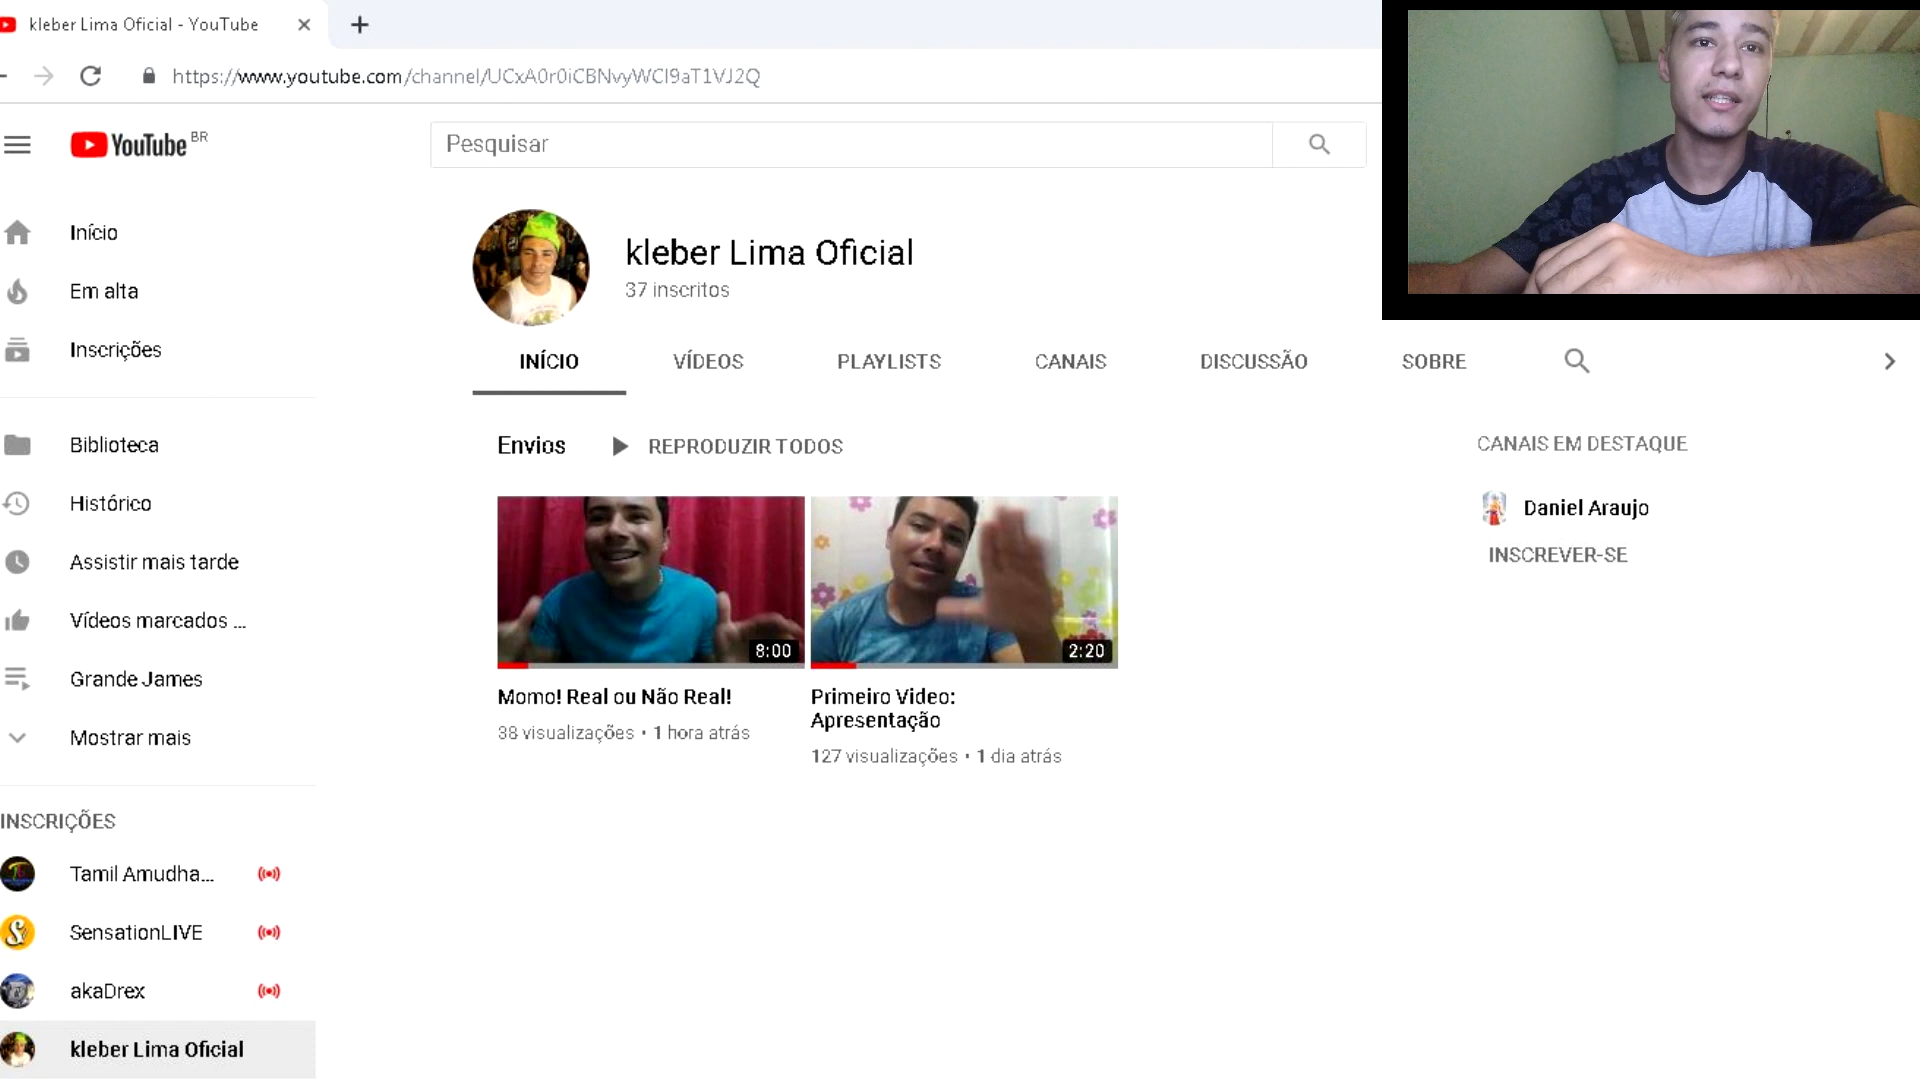 kleber Lima Oficial - YouTube
https://www.youtube.com/channel/UCxA0r0iCBNvyWCI9aT1VJ2Q
YouTube BR
Pesquisar
Início
Em alta
Inscrições
Biblioteca
Histórico
Assistir mais tarde
Vídeos marcados ...
Grande James
Mostrar mais
INSCRIÇÕES
Tamil Amudha...
SensationLIVE
akaDrex
kleber Lima Oficial
kleber Lima Oficial
37 inscritos
INÍCIO
VÍDEOS
PLAYLISTS
CANAIS
DISCUSSÃO
SOBRE
Envios
REPRODUZIR TODOS
8:00
Momo! Real ou Não Real!
38 visualizações • 1 hora atrás
2:20
Primeiro Video:
Apresentação
127 visualizações • 1 dia atrás
CANAIS EM DESTAQUE
Daniel Araujo
INSCREVER-SE